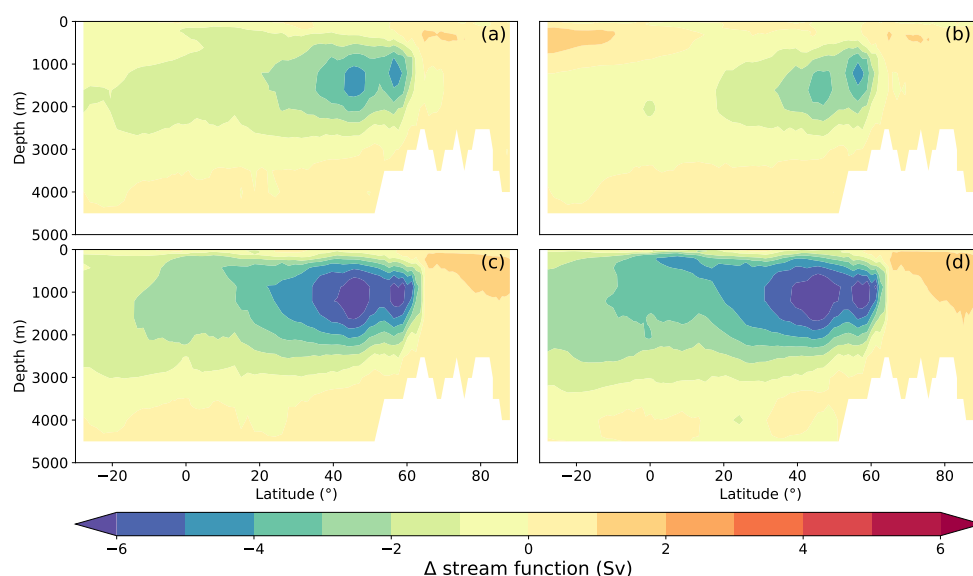 0
1000
2000
3000
4000
5000
Depth (m)
(a)
(b)
0
1000
2000
3000
4000
5000
Depth (m)
(c)
(d)
−20 0 20 40 60 80
−20 0 20 40 60 80
Latitude (°) Latitude (°)
−6 −4 −2 0 2 4 6
Δ stream function (Sv)